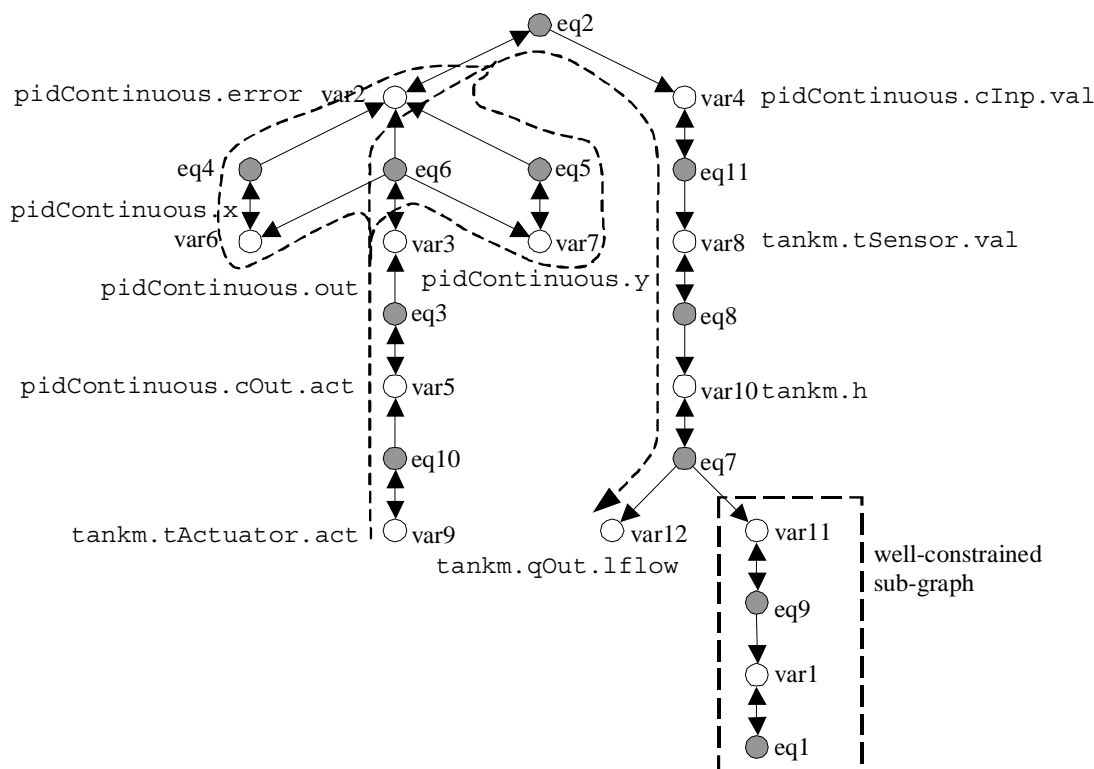 eq2
pidContinuous.error var2
var4 pidContinuous.cInp.val
eq4
eq6
eq5
eq11
pidContinuous.x
var6
var3
var7
var8 tankm.tSensor.val
pidContinuous.out
pidContinuous.y
eq3
eq8
pidContinuous.cOut.act
var5
var10 tankm.h
eq10
eq7
tankm.tActuator.act
var9
var12
var11
tankm.qOut.lflow
well-constrained
sub-graph
eq9
var1
eq1